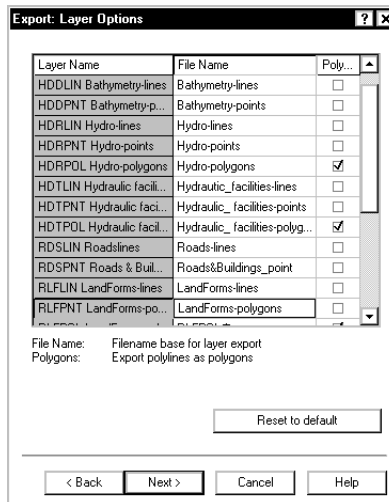 Export: Layer Options
Layer Name File Name Poly...
HDDLIN Bathymetry-lines Bathymetry-lines
HDDPNT Bathymetry-p... Bathymetry-points
HDRLIN Hydro-lines Hydro-lines
HDRPNT Hydro-points Hydro-points
HDRPOL Hydro-polygons Hydro-polygons
HDTLIN Hydraulic facili... Hydrautic_facilities-lines
HDTPNT Hydraulic faci... Hydraulic_ facilities-points
HDTPOL Hydraulic facil... Hydraulic_ facilities-polyg...
RDSLIN Roadslines Roads-lines
RDSPNT Roads & Buil... Roads&Buildings_point
RLFLIN LandForms-lines LandForms-lines
RLFPNT LandForms-po... LandForms-polygons
File Name: Filename base for layer export
Polygons: Export polylines as polygons
Reset to default
< Back Next > Cancel Help